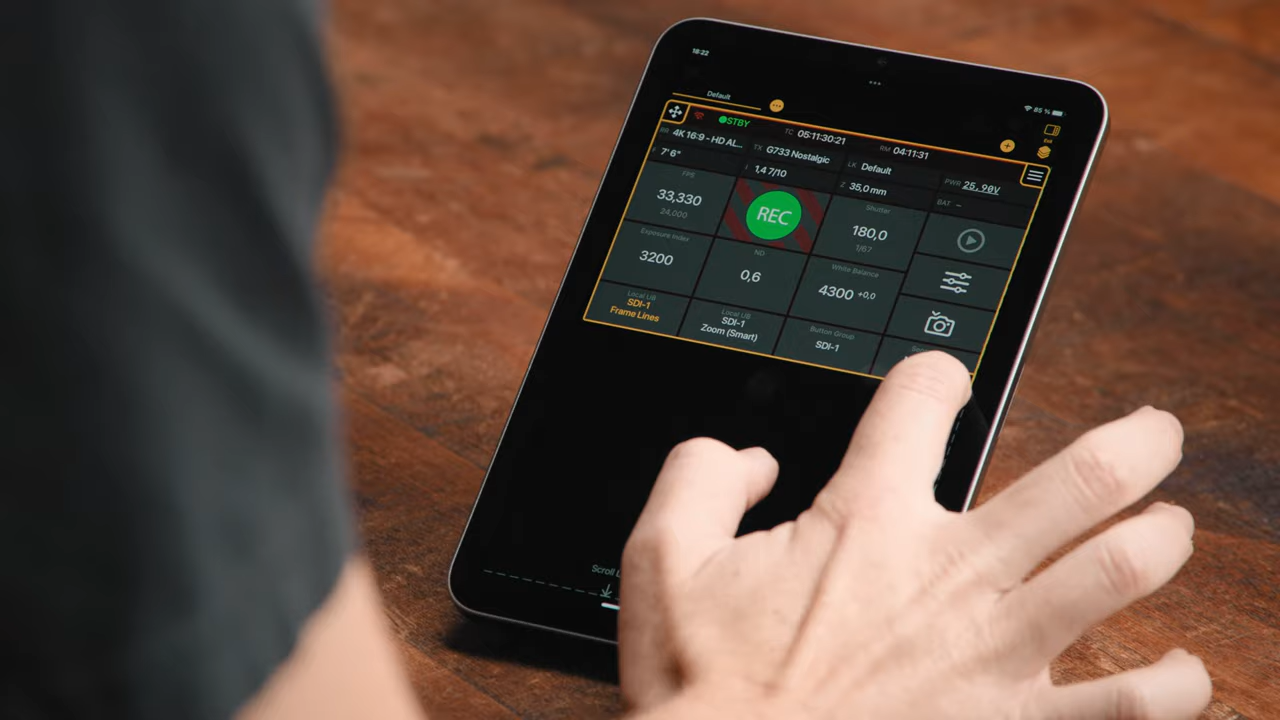 16:22
85 %
Default
STBY
TC 05:11:30:21
RM 04:11:31
Exit
4K 16:9 - HD AL...
TX G733 Nostalgic
LK Default
PWR 25,90V
F 7' 6"
I 1,4 7/10
Z 35,0 mm
BAT –
FPS
33,330
24,000
REC
Shutter
180,0
1/67
Exposure Index
3200
ND
0,6
White Balance
4300 +0,0
Local UB
SDI-1
Frame Lines
Local UB
SDI-1
Zoom (Smart)
Button Group
SDI-1
Scroll